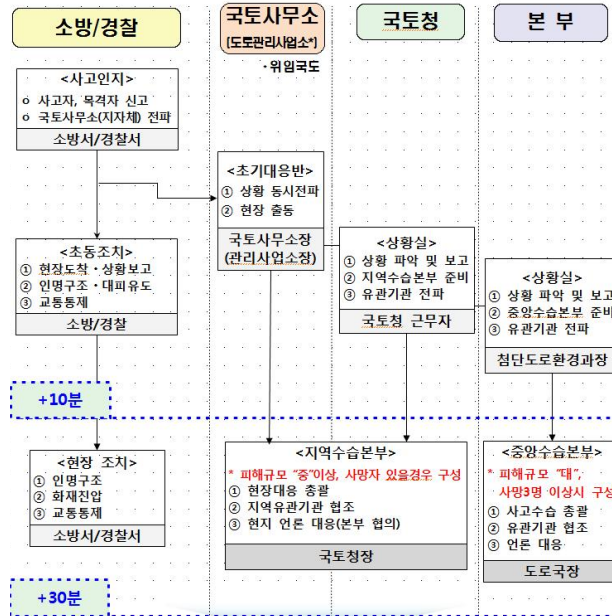 소방/경찰
국토사무소
[도로관리사업소*]
·위임국도
국토청
본 부
<사고인지>
o 사고자, 목격자 신고
o 국토사무소(지자체) 전파
소방서/경찰서
<초기대응반>
① 상황 동시전파
② 현장 출동
국토사무소장
(관리사업소장)
<초동조치>
① 현장도착·상황보고
② 인명구조·대피유도
③ 교통통제
소방/경찰
<상황실>
① 상황 파악 및 보고
② 지역수습본부 준비
③ 유관기관 전파
국토청 근무자
<상황실>
① 상황 파악 및 보고
② 중앙수습본부 준비
③ 유관기관 전파
첨단도로환경과장
+10분
<현장 조치>
① 인명구조
② 화재진압
③ 교통통제
소방서/경찰서
<지역수습본부>
* 피해규모 "중"이상, 사망자 있을경우 구성
① 현장대응 총괄
② 지역유관기관 협조
③ 현지 언론 대응(본부 협의)
국토청장
<중앙수습본부>
* 피해규모 "대",
사망3명 이상시 구성
① 사고수습 총괄
② 유관기관 협조
③ 언론 대응
도로국장
+30분